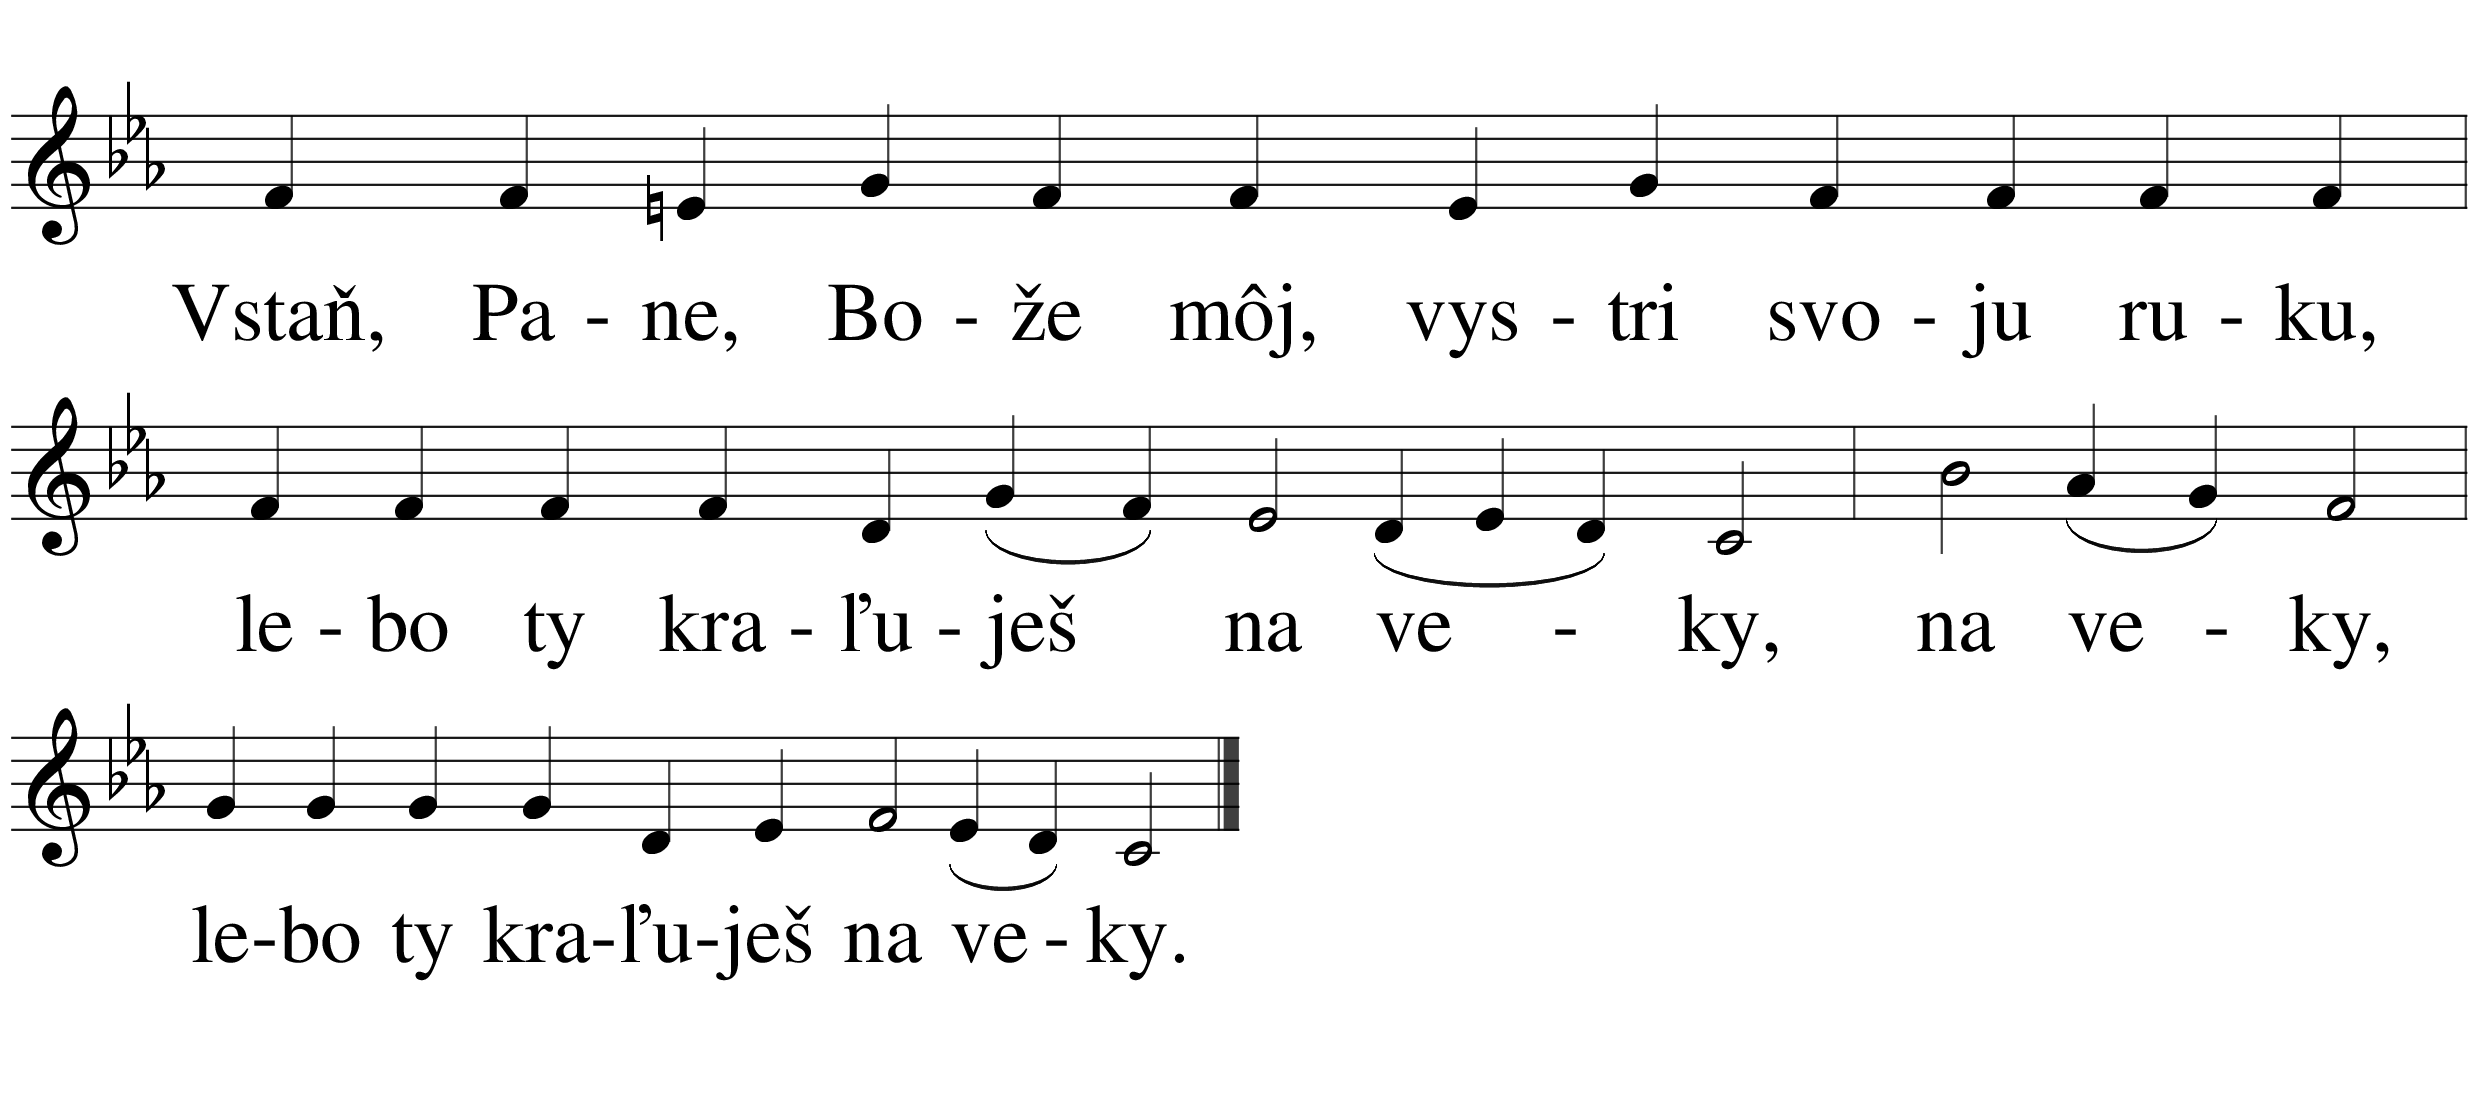 Vstaň, Pa - ne, Bo - že môj, vys - tri svo - ju ru - ku,
le - bo ty kra - ľu - ješ na ve - ky, na ve - ky,
le-bo ty kra-ľu-ješ na ve - ky.